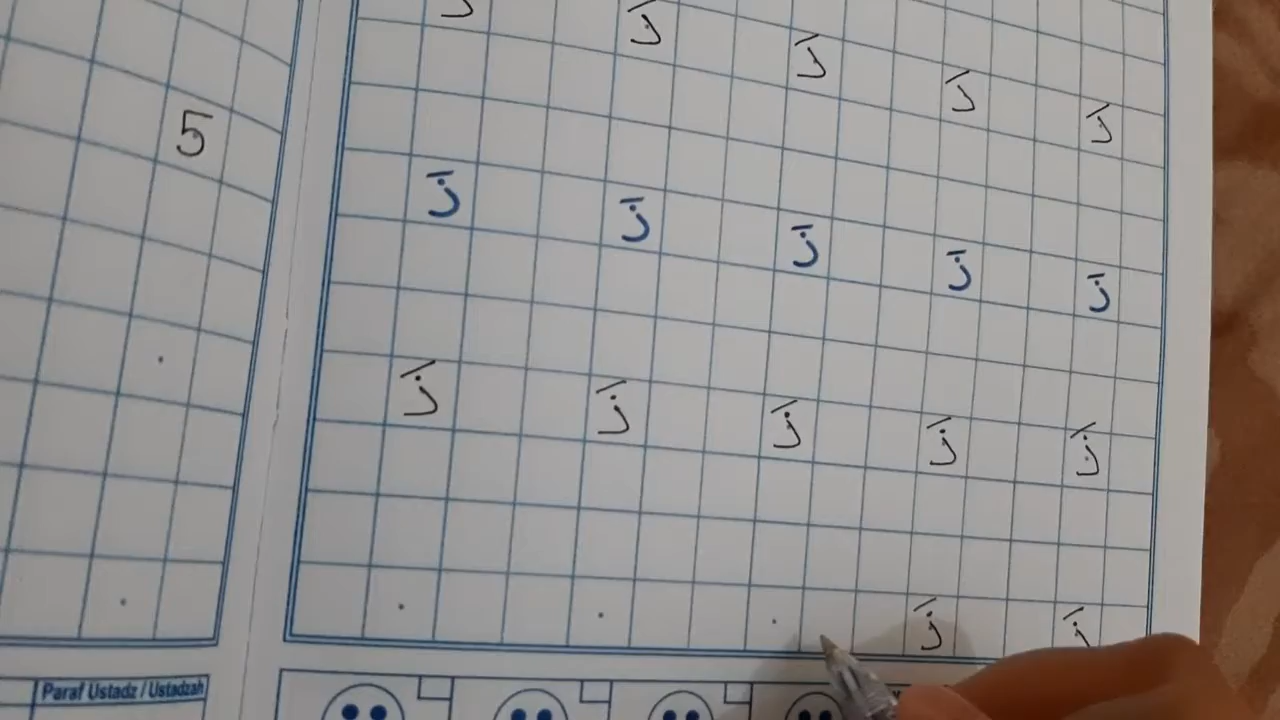 دَ دَ دَ دَ دَ
5
ذَ ذَ ذَ ذَ ذَ
ذَ ذَ ذَ ذَ ذَ
ذَ ذَ
Paraf Ustadz / Ustadzah